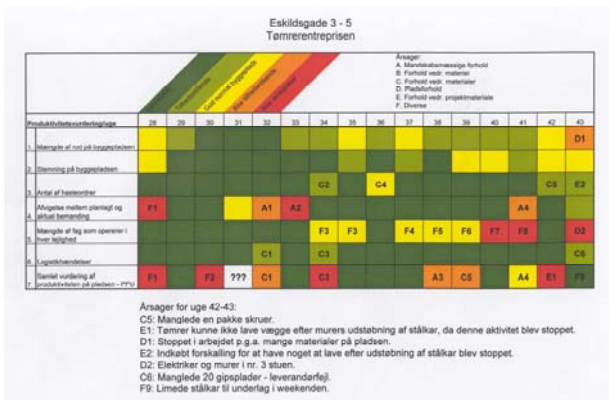 Eskildsgade 3 - 5
Tømrerentreprisen
God normal byggeplads
Årsager:
A. Mandskabsmæssige forhold
B. Forhold vedr. materiel
C. Forhold vedr. materialer
D. Pladsforhold
E. Forhold vedr. projektmateriale
F. Diverse
Produktivitetsvurdering/uge 28 29 30 31 32 33 34 35 36 37 38 39 40 41 42 43
1. Mængde af rod på byggepladsen D1
2. Stemning på byggepladsen
3. Antal af hasteordrer C2 C4 C5 E2
4. Afvigelse mellem planlagt og aktual bemanding F1 A1 A2 A4
5. Mængde af fag som opererer i hver lejlighed F3 F3 F4 F5 F6 F7 F8 D2
6. Logistikhændelser C1 C3 C6
7. Samlet vurdering af produktiviteten på pladsen - PPU F1 F2 ??? C1 C3 A3 C5 A4 E1 F9
Årsager for uge 42-43:
C5: Manglede en pakke skruer.
E1: Tømrer kunne ikke lave vægge efter murers udstøbning af stålkar, da denne aktivitet blev stoppet.
D1: Stoppet i arbejdet p.g.a. mange materialer på pladsen.
E2: Indkøbt forskalling for at have noget at lave efter udstøbning af stålkar blev stoppet.
D2: Elektriker og murer i nr. 3 stuen.
C6: Manglede 20 gipsplader - leverandørfejl.
F9: Limede stålkar til underlag i weekenden.